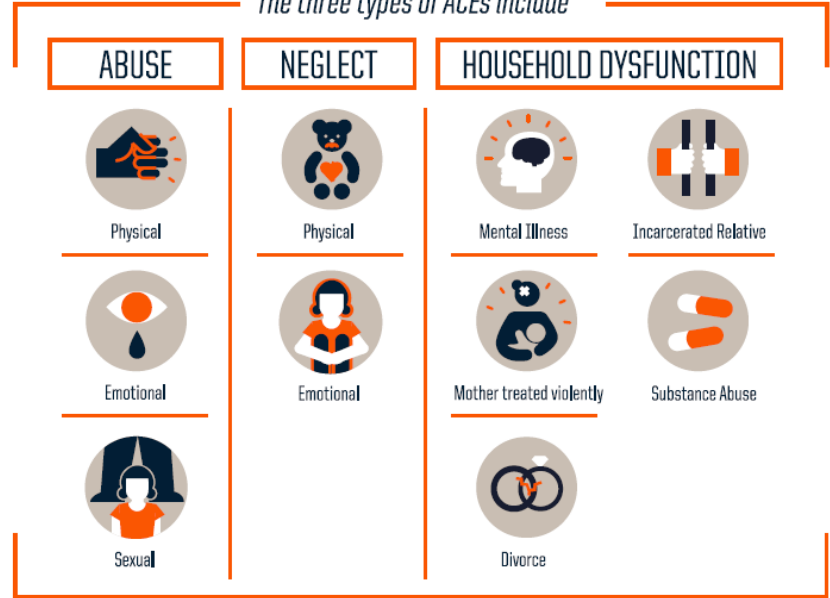 The three types of ACEs include
ABUSE
NEGLECT
HOUSEHOLD DYSFUNCTION
Physical
Physical
Mental Illness
Incarcerated Relative
Emotional
Emotional
Mother treated violently
Substance Abuse
Sexual
Divorce